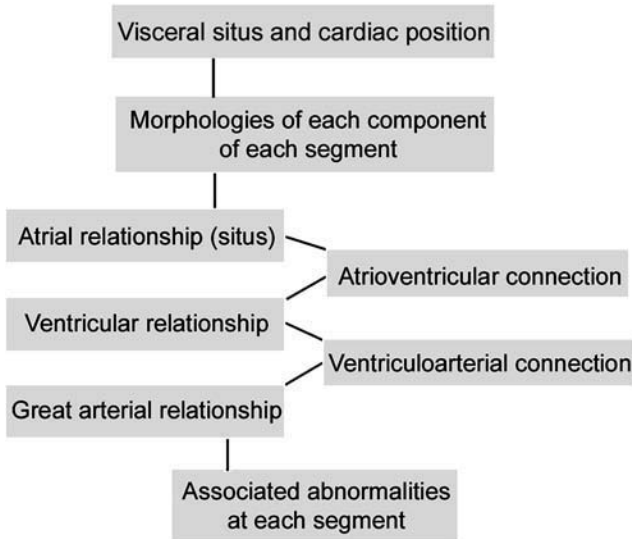 Visceral situs and cardiac position
Morphologies of each component
of each segment
Atrial relationship (situs)
Atrioventricular connection
Ventricular relationship
Ventriculoarterial connection
Great arterial relationship
Associated abnormalities
at each segment